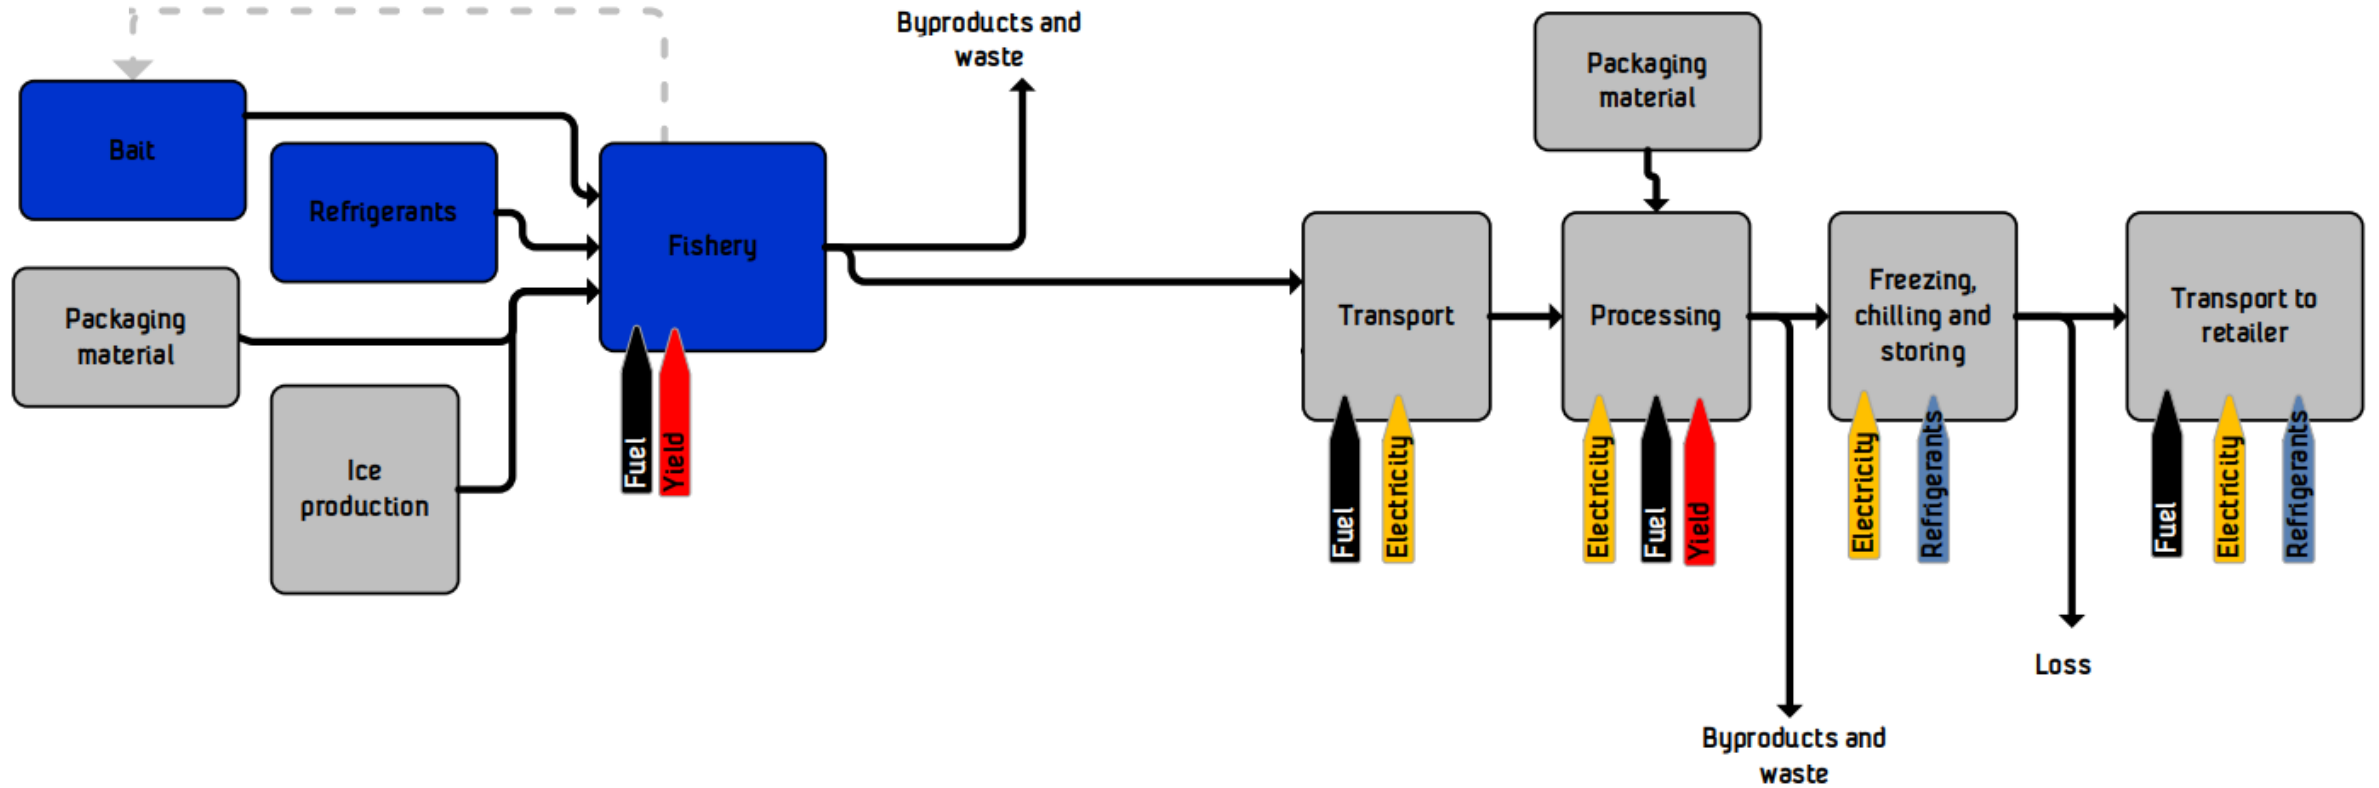 Byproducts and
waste
Packaging
material
Bait
Refrigerants
Fishery
Packaging
material
Ice
production
Fuel
Yield
Transport
Processing
Freezing,
chilling and
storing
Transport to
retailer
Fuel
Electricity
Electricity
Fuel
Yield
Electricity
Refrigerants
Fuel
Electricity
Refrigerants
Loss
Byproducts and
waste